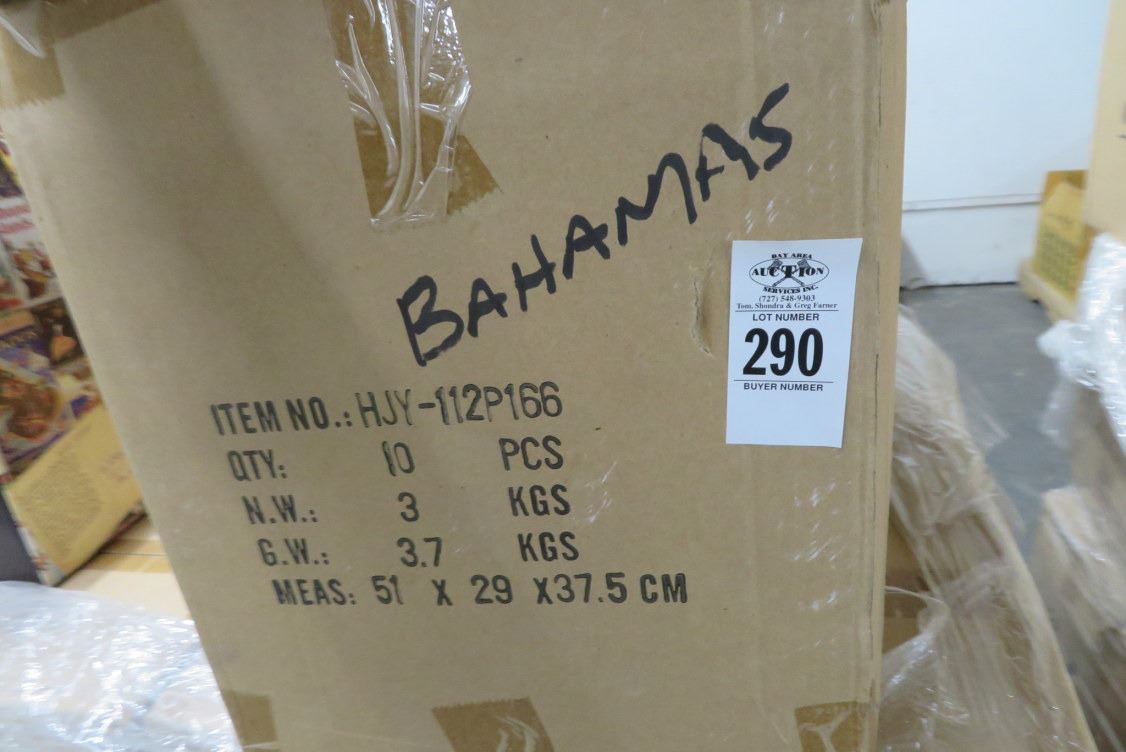 BAHAMAS
BAY AREA
AUCTION
SERVICES INC.
(727) 548-9303
Tom, Shondra & Greg Farner
LOT NUMBER
290
BUYER NUMBER
ITEM NO.: HJY-112P166
QTY: 10 PCS
N.W.: 3 KGS
G.W.: 3.7 KGS
MEAS: 51 X 29 X37.5 CM